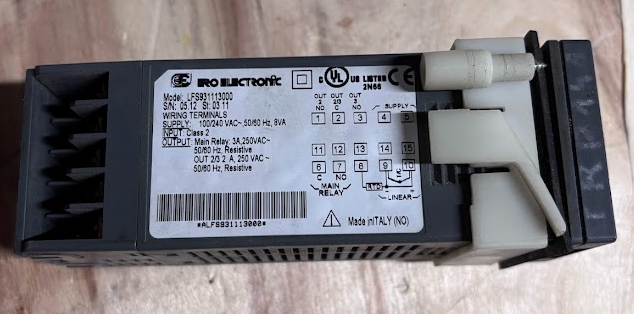 ERO ELECTRONIC
C UL US LISTED CE
2N66
Model: LFS931113000
S/N: 05.12 St: 03 11
WIRING TERMINALS
SUPPLY: 100/240 VAC~ 50/60 Hz, 8VA
INPUT: Class 2
OUTPUT: Main Relay: 3A,250VAC~
50/60 Hz, Resistive
OUT 2/3 2 A, 250 VAC ~
50/60 Hz, Resistive
OUT OUT OUT
2 2/3 3
NO C NO SUPPLY
1 2 3 4 5
11 12 13 14 15
6 7 8 9 10
C NO
MAIN RELAY
RTD
TC
LINEAR
*ALFS931113000*
Made in ITALY (NO)